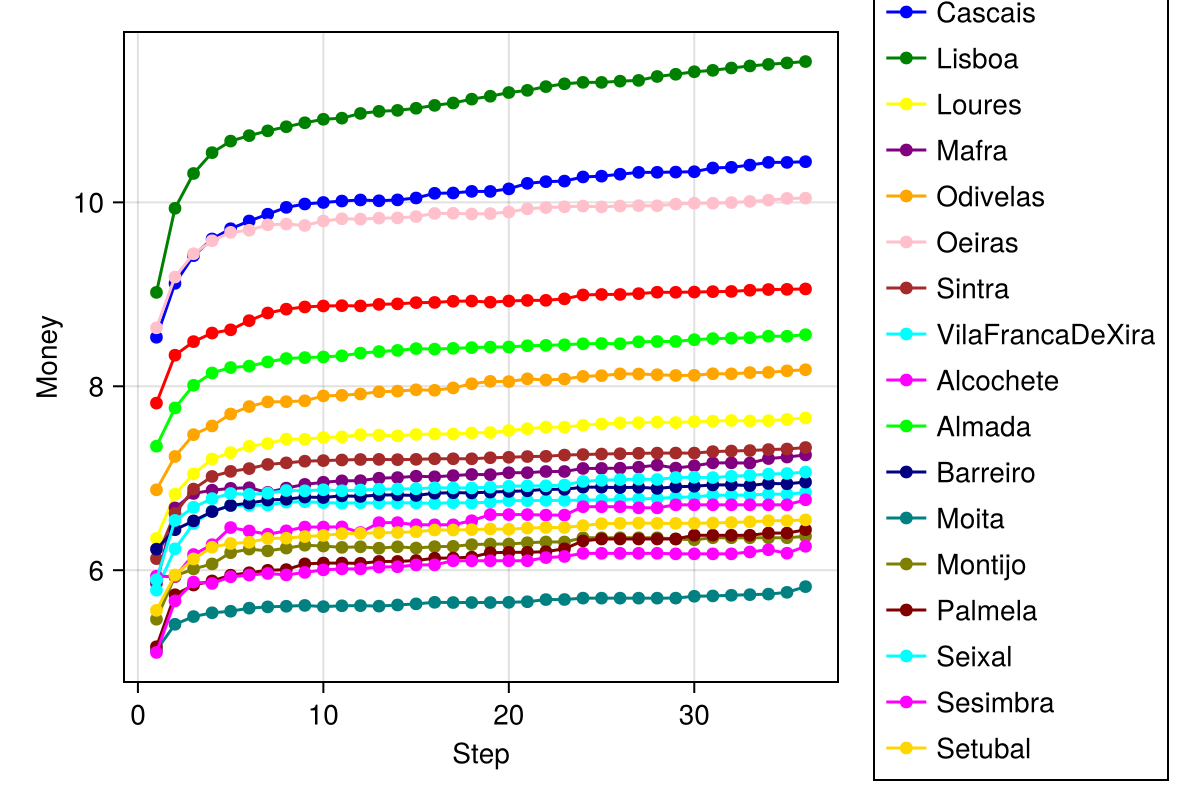 Cascais
Lisboa
Loures
Mafra
Odivelas
Oeiras
Sintra
VilaFrancaDeXira
Alcochete
Almada
Barreiro
Moita
Montijo
Palmela
Seixal
Sesimbra
Setubal
10
8
6
Money
0 10 20 30
Step